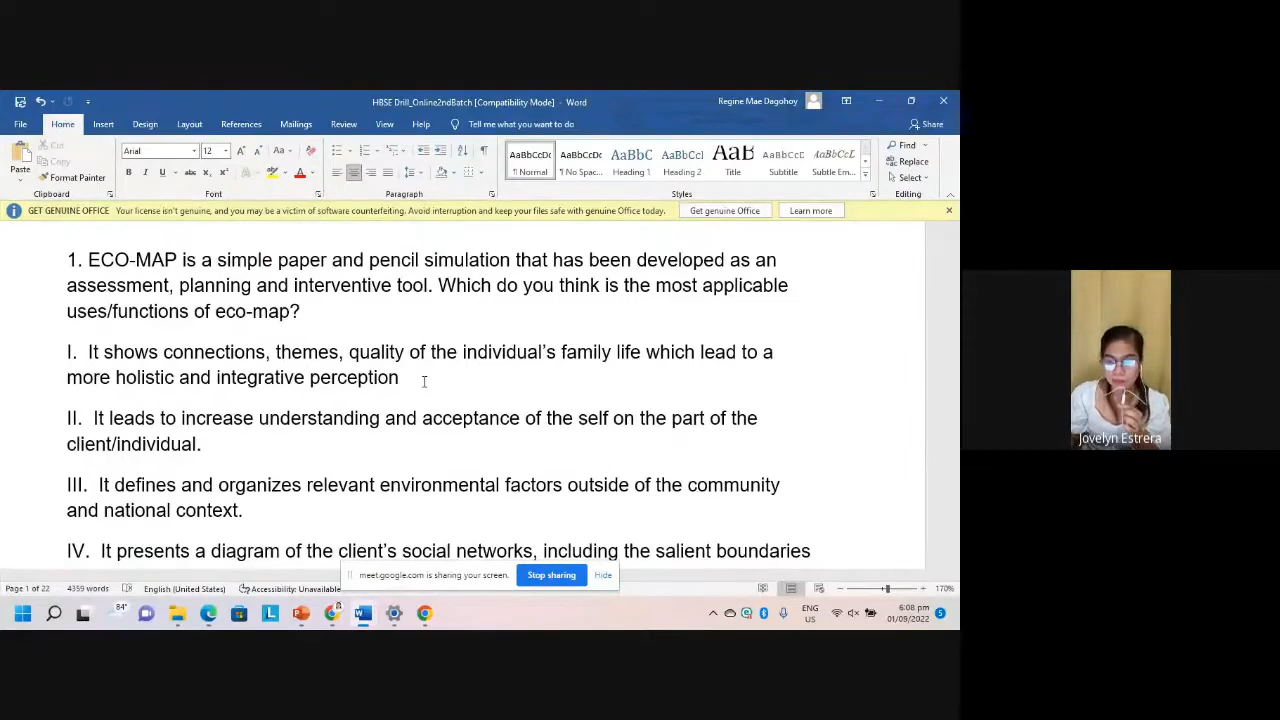 HBSE Drill_Online2ndBatch [Compatibility Mode] - Word
Regine Mae Dagohoy
File Home Insert Design Layout References Mailings Review View Help Tell me what you want to do Share
Paste
Cut
Copy
Format Painter
Clipboard
Arial 12
Font
Paragraph
AaBbCcDc AaBbCcDc AaBbC AaBbCcI AaB AaBbCcD AaBbCcL
¶ Normal ¶ No Spac... Heading 1 Heading 2 Title Subtitle Subtle Em...
Styles
Find
Replace
Select
Editing
GET GENUINE OFFICE Your license isn't genuine, and you may be a victim of software counterfeiting. Avoid interruption and keep your files safe with genuine Office today. Get genuine Office Learn more
1. ECO-MAP is a simple paper and pencil simulation that has been developed as an
assessment, planning and interventive tool. Which do you think is the most applicable
uses/functions of eco-map?
I. It shows connections, themes, quality of the individual's family life which lead to a
more holistic and integrative perception
II. It leads to increase understanding and acceptance of the self on the part of the
client/individual.
III. It defines and organizes relevant environmental factors outside of the community
and national context.
IV. It presents a diagram of the client's social networks, including the salient boundaries
meet.google.com is sharing your screen. Stop sharing Hide
Page 1 of 22 4359 words English (United States) Accessibility: Unavailable 170%
84°
ENG
US
6:08 pm
01/09/2022
5
Jovelyn Estrera